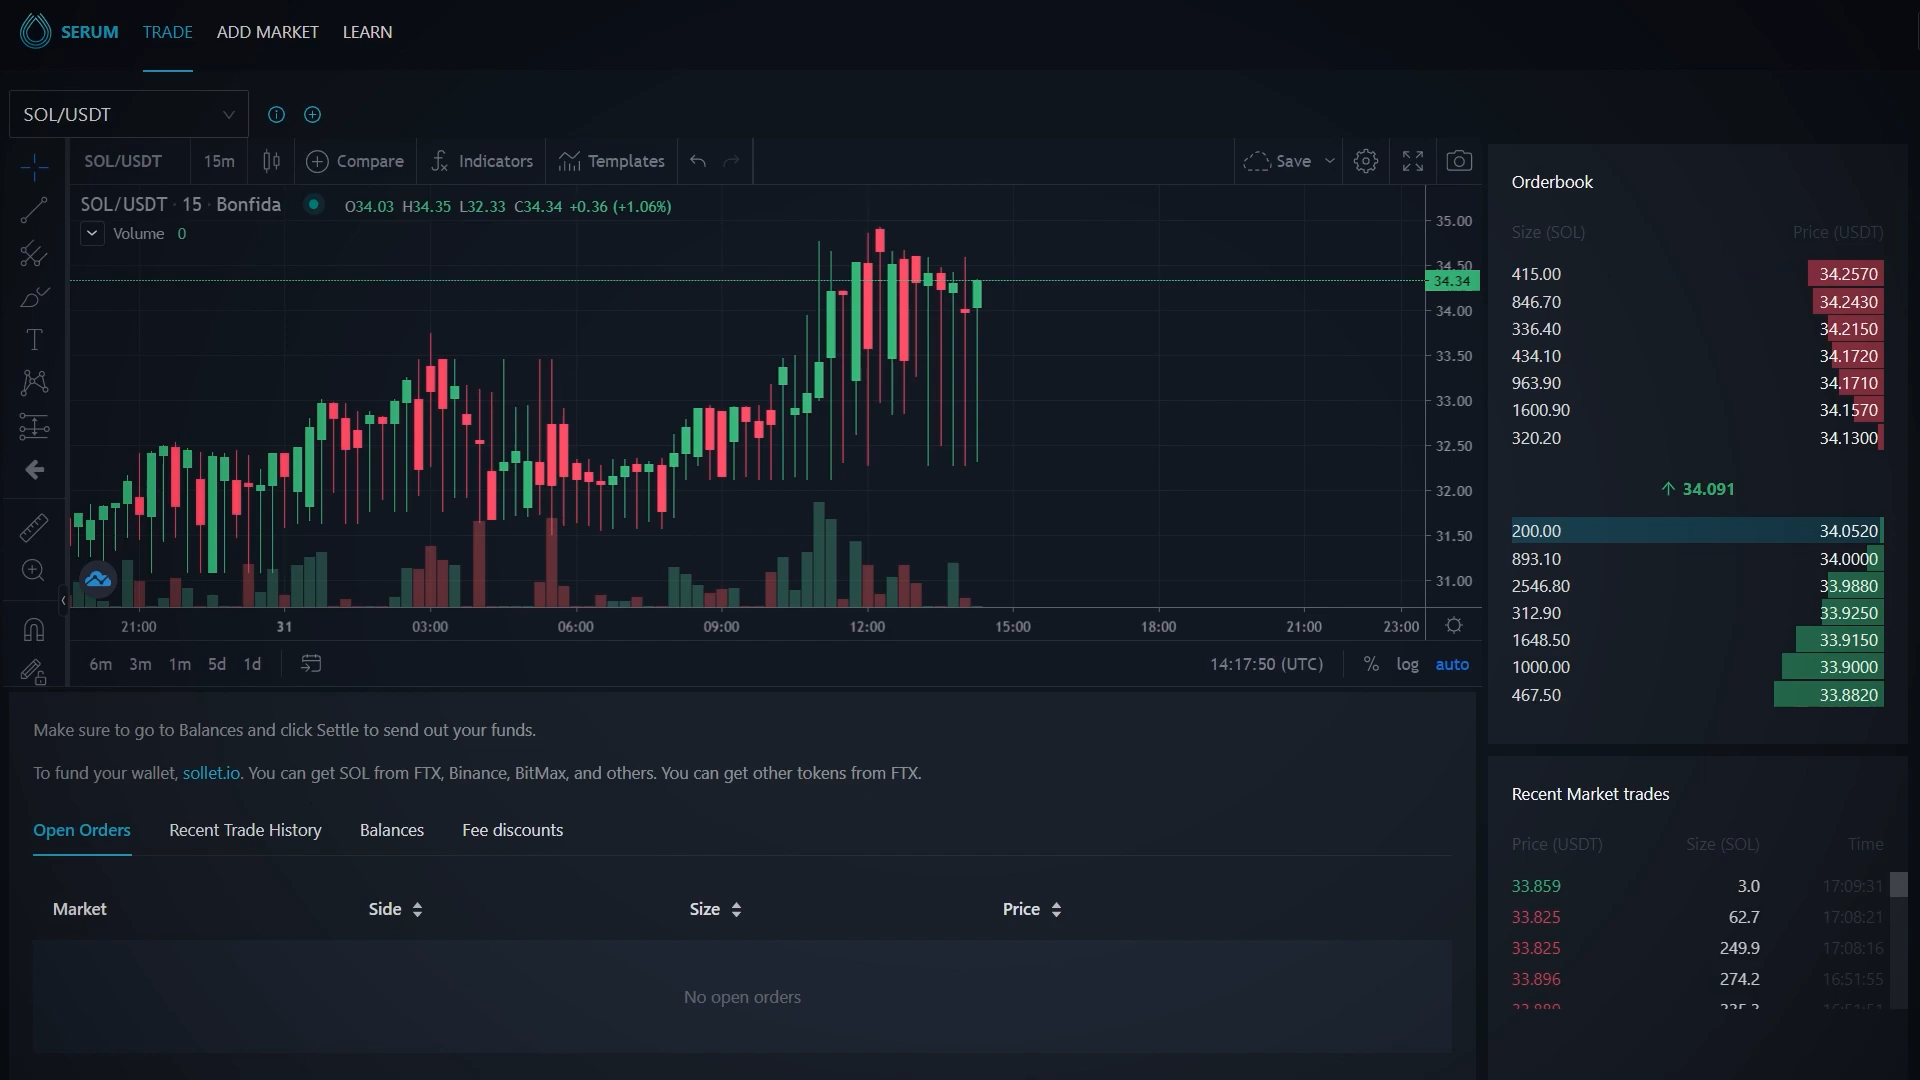 SERUM TRADE ADD MARKET LEARN
SOL/USDT
SOL/USDT 15m Compare Indicators Templates Save
SOL/USDT · 15 · Bonfida O34.03 H34.35 L32.33 C34.34 +0.36 (+1.06%)
Volume 0
35.00
34.50
34.34
34.00
33.50
33.00
32.50
32.00
31.50
31.00
21:00 31 03:00 06:00 09:00 12:00 15:00 18:00 21:00 23:00
6m 3m 1m 5d 1d 14:17:50 (UTC) % log auto
Orderbook
Size (SOL) Price (USDT)
415.00 34.2570
846.70 34.2430
336.40 34.2150
434.10 34.1720
963.90 34.1710
1600.90 34.1570
320.20 34.1300
34.091
200.00 34.0520
893.10 34.0000
2546.80 33.9880
312.90 33.9250
1648.50 33.9150
1000.00 33.9000
467.50 33.8820
Make sure to go to Balances and click Settle to send out your funds.
To fund your wallet, sollet.io. You can get SOL from FTX, Binance, BitMax, and others. You can get other tokens from FTX.
Open Orders Recent Trade History Balances Fee discounts
Market Side Size Price
No open orders
Recent Market trades
Price (USDT) Size (SOL) Time
33.859 3.0 17:09:31
33.825 62.7 17:08:21
33.825 249.9 17:08:16
33.896 274.2 16:51:55